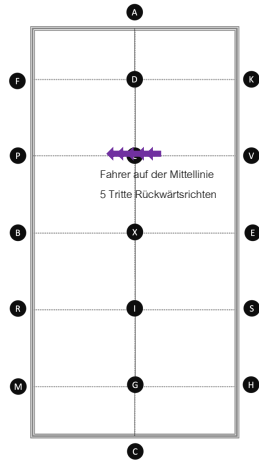 A
F D K
P V
Fahrer auf der Mittellinie
5 Tritte Rückwärtsrichten
B X E
R I S
M G H
C